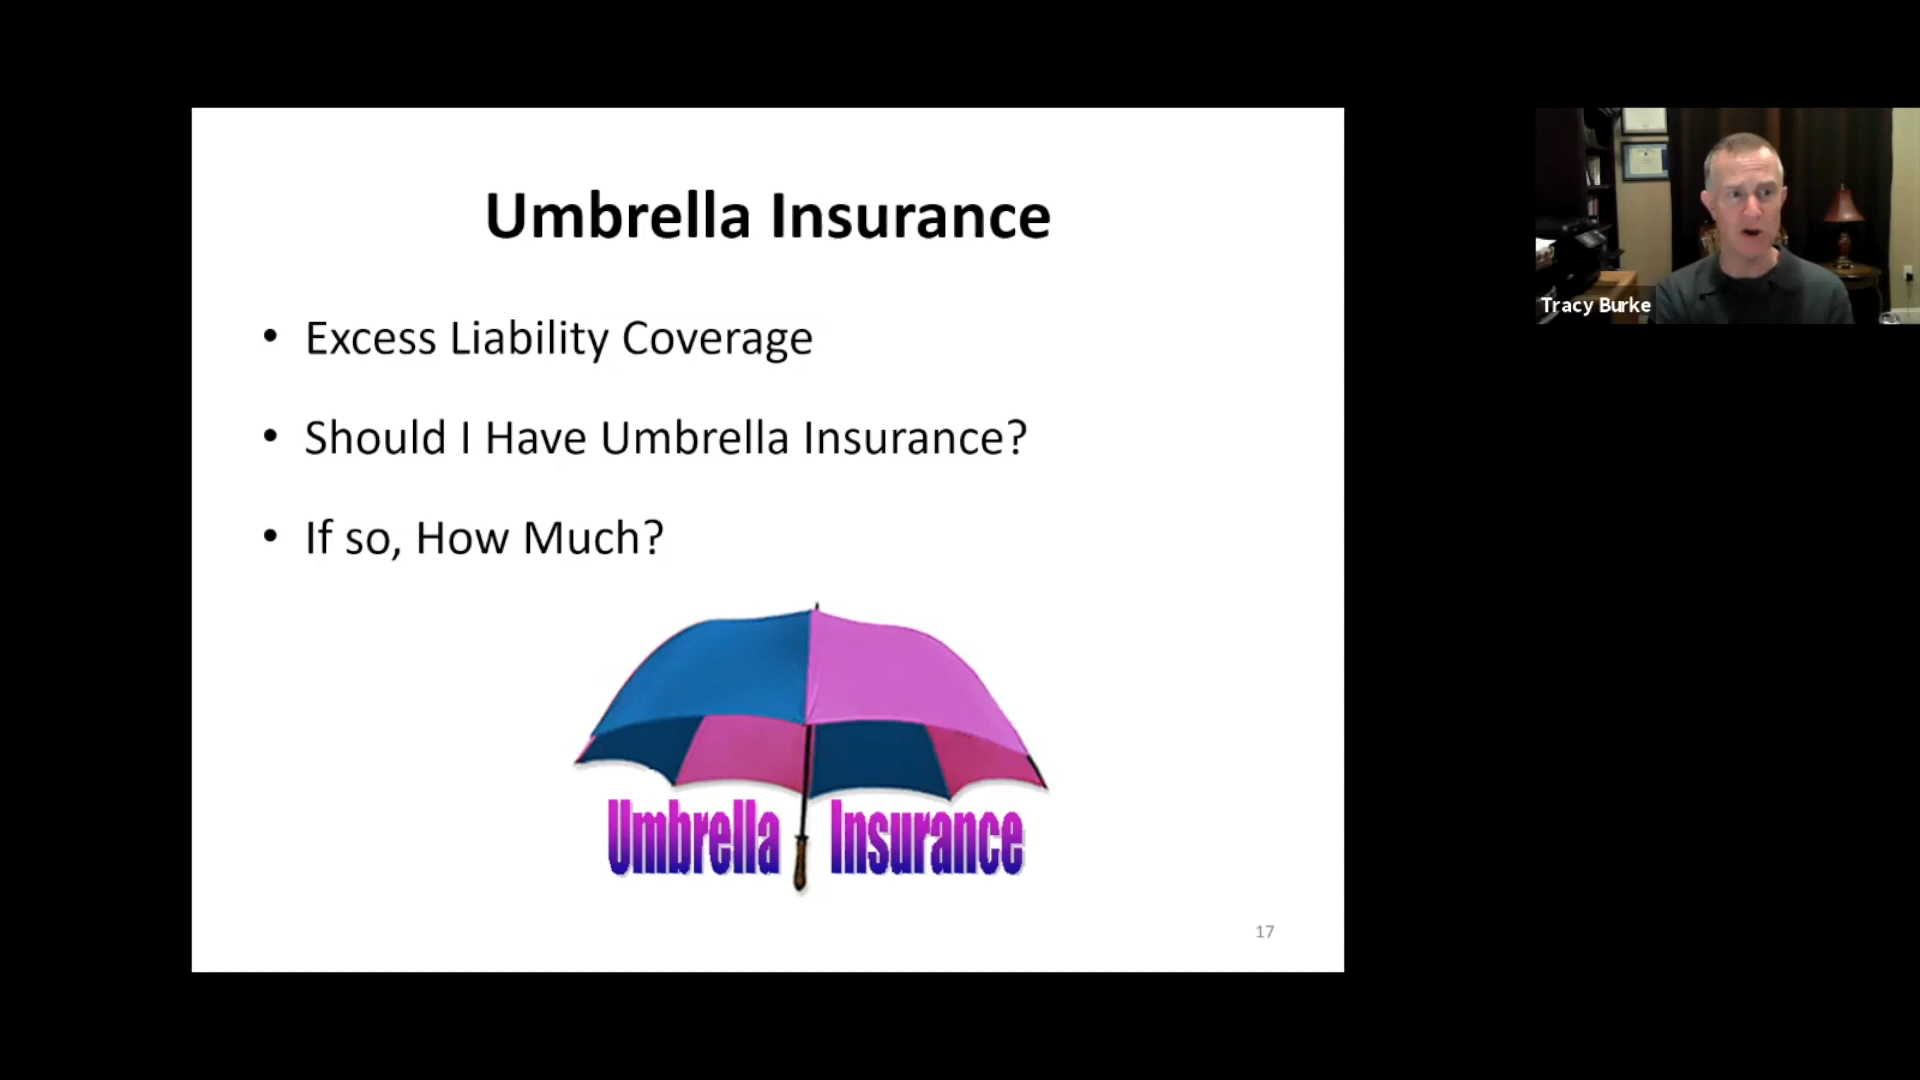 Umbrella Insurance
• Excess Liability Coverage
• Should I Have Umbrella Insurance?
• If so, How Much?
Umbrella Insurance
17
Tracy Burke